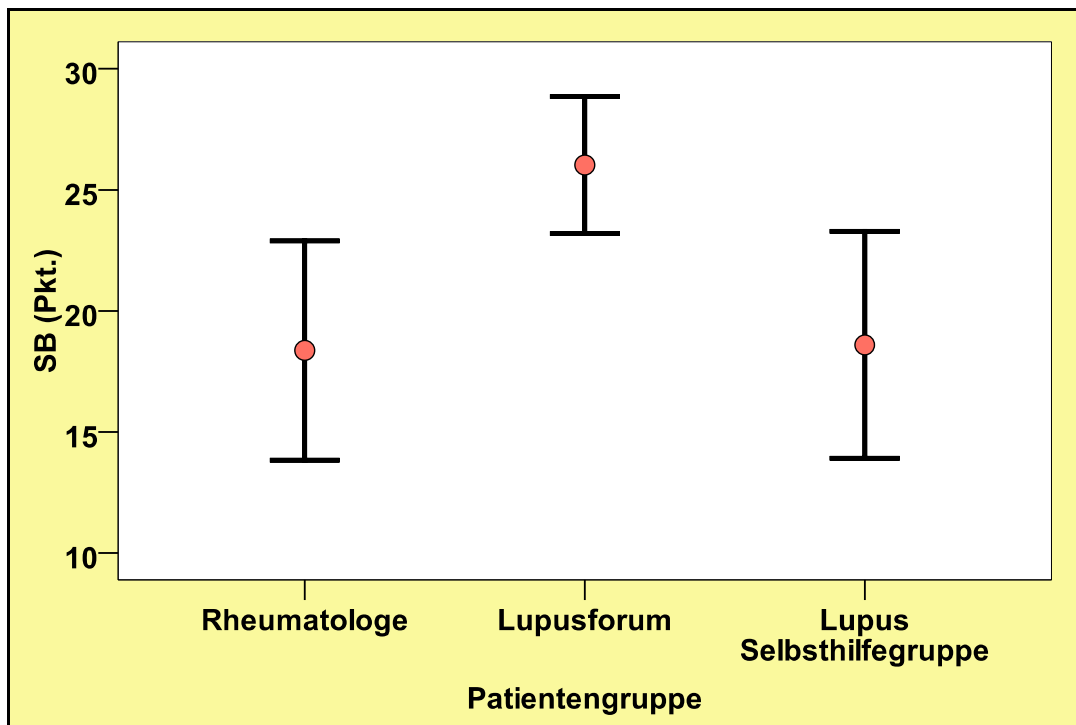 30
25
20
15
10
SB (Pkt.)
Rheumatologe
Lupusforum
Lupus
Selbsthilfegruppe
Patientengruppe